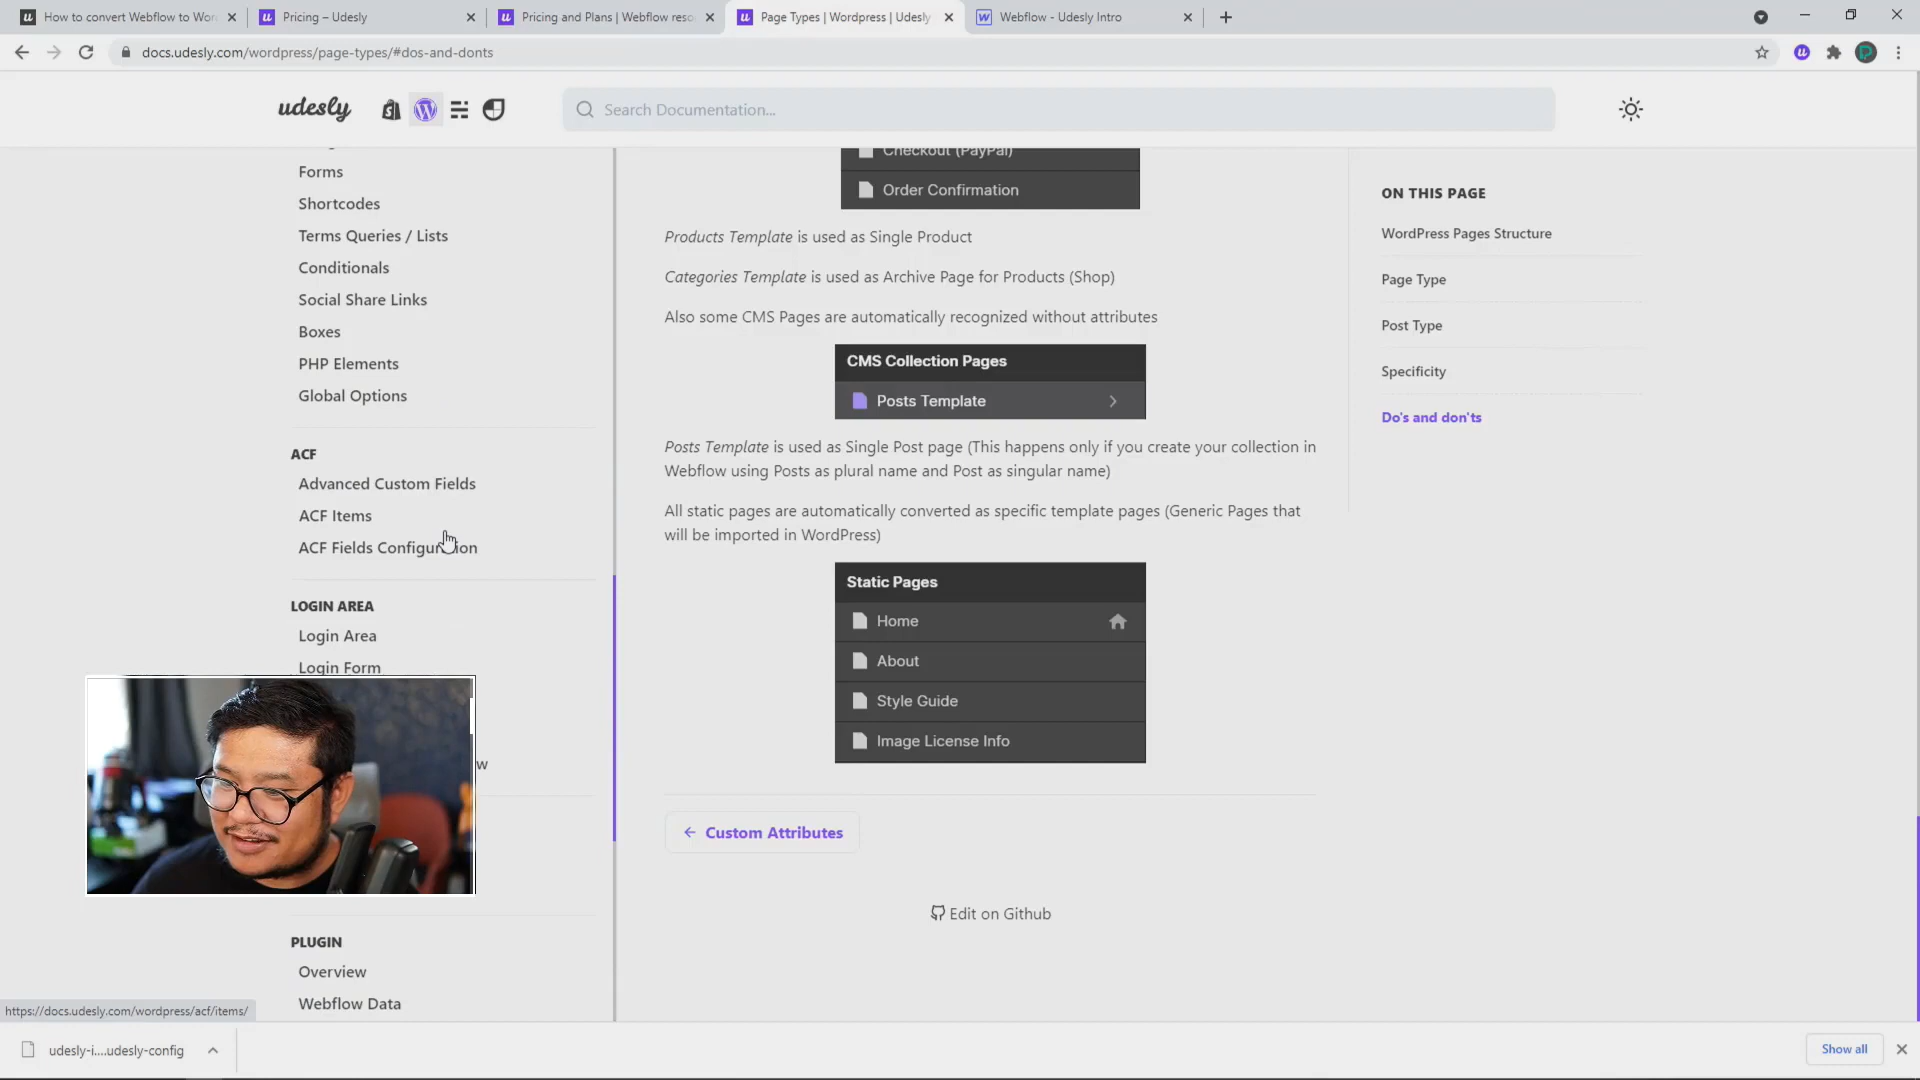 How to convert Webflow to Wor
Pricing – Udesly
Pricing and Plans | Webflow reso
Page Types | Wordpress | Udesly
Webflow - Udesly Intro
docs.udesly.com/wordpress/page-types/#dos-and-donts
udesly
Search Documentation...
Forms
Shortcodes
Terms Queries / Lists
Conditionals
Social Share Links
Boxes
PHP Elements
Global Options
ACF
Advanced Custom Fields
ACF Items
ACF Fields Configuration
LOGIN AREA
Login Area
Login Form
w
PLUGIN
Overview
Webflow Data
Checkout (PayPal)
Order Confirmation
Products Template is used as Single Product
Categories Template is used as Archive Page for Products (Shop)
Also some CMS Pages are automatically recognized without attributes
CMS Collection Pages
Posts Template
Posts Template is used as Single Post page (This happens only if you create your collection in
Webflow using Posts as plural name and Post as singular name)
All static pages are automatically converted as specific template pages (Generic Pages that
will be imported in WordPress)
Static Pages
Home
About
Style Guide
Image License Info
← Custom Attributes
Edit on Github
ON THIS PAGE
WordPress Pages Structure
Page Type
Post Type
Specificity
Do's and don'ts
https://docs.udesly.com/wordpress/acf/items/
udesly-i....udesly-config
Show all